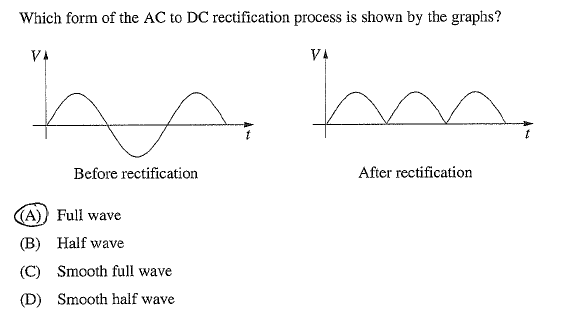 Which form of the AC to DC rectification process is shown by the graphs?
V
t
Before rectification
V
t
After rectification
(A) Full wave
(B) Half wave
(C) Smooth full wave
(D) Smooth half wave